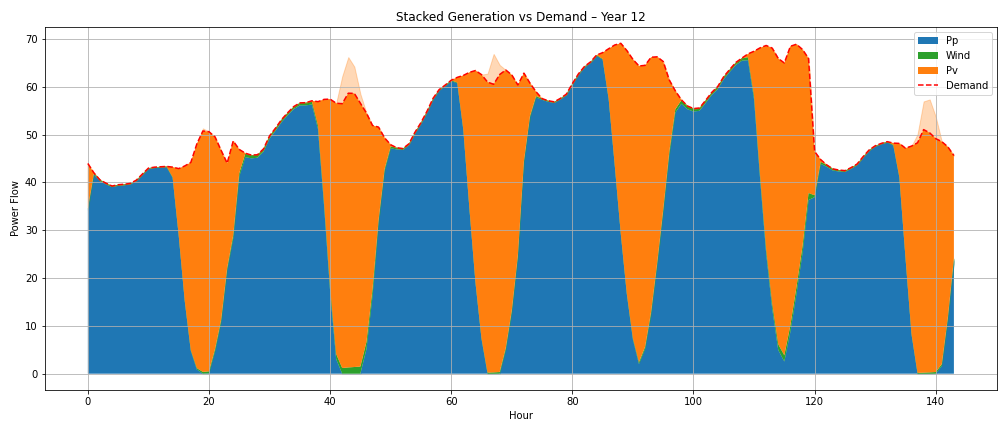 Stacked Generation vs Demand – Year 12
Pp
Wind
Pv
Demand
Power Flow
70
60
50
40
30
20
10
0
0 20 40 60 80 100 120 140
Hour